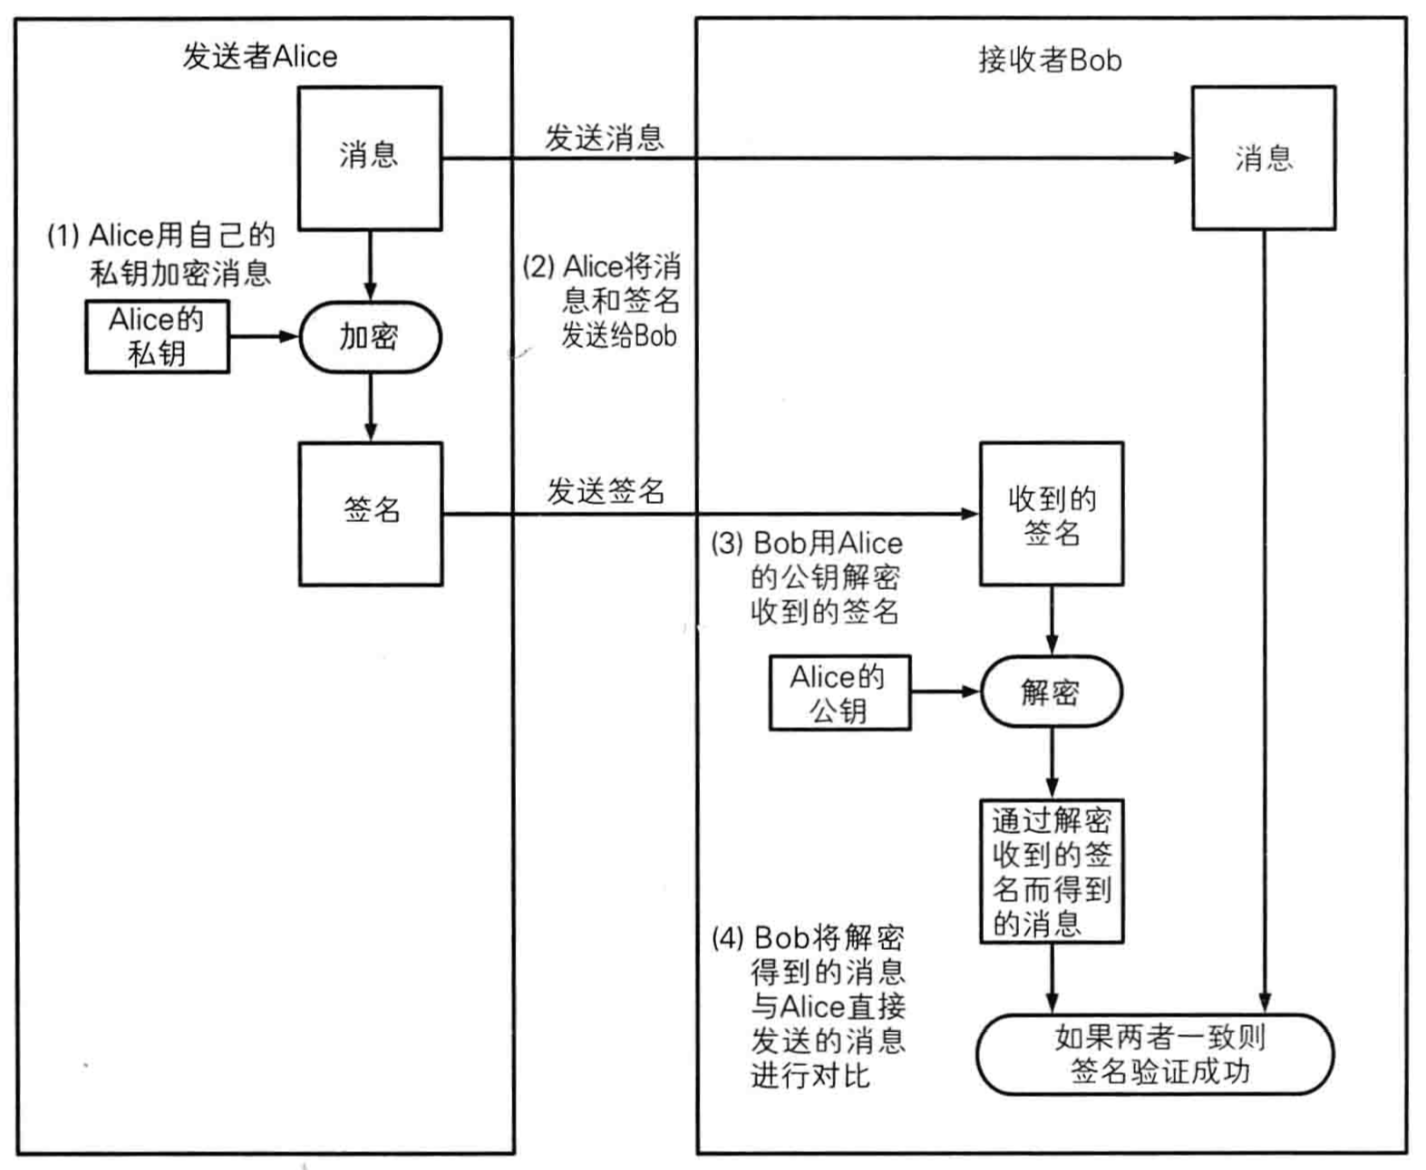 发送者Alice
接收者Bob
消息
发送消息
消息
(1) Alice用自己的
私钥加密消息
Alice的
私钥
加密
(2) Alice将消
息和签名
发送给Bob
签名
发送签名
收到的
签名
(3) Bob用Alice
的公钥解密
收到的签名
Alice的
公钥
解密
通过解密
收到的签
名而得到
的消息
(4) Bob将解密
得到的消息
与Alice直接
发送的消息
进行对比
如果两者一致则
签名验证成功